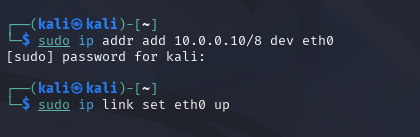 ┌──(kali㉿kali)-[~]
└─$ sudo ip addr add 10.0.0.10/8 dev eth0
[sudo] password for kali:
┌──(kali㉿kali)-[~]
└─$ sudo ip link set eth0 up